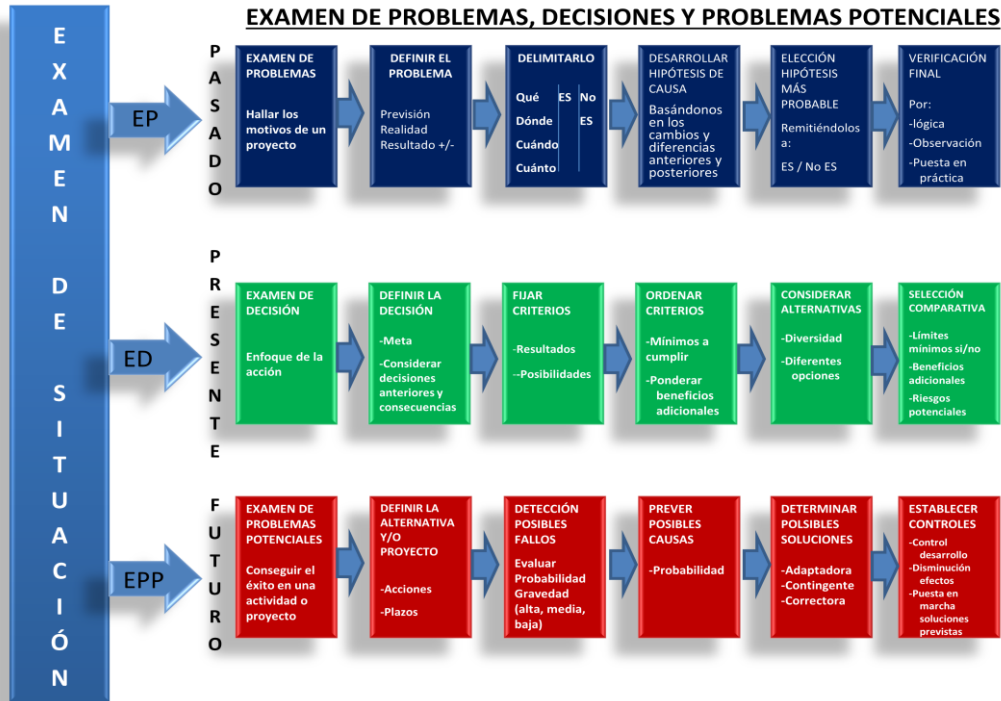 EXAMEN DE PROBLEMAS, DECISIONES Y PROBLEMAS POTENCIALES
EXAMEN DE SITUACIÓN
EP
PASADO
EXAMEN DE
PROBLEMAS
Hallar los
motivos de un
proyecto
DEFINIR EL
PROBLEMA
Previsión
Realidad
Resultado +/-
DELIMITARLO
Qué ES No
Dónde ES
Cuándo
Cuánto
DESARROLLAR
HIPÓTESIS DE
CAUSA
Basándonos
en los
cambios y
diferencias
anteriores y
posteriores
ELECCIÓN
HIPÓTESIS
MÁS
PROBABLE
Remitiéndolos
a:
ES / No ES
VERIFICACIÓN
FINAL
Por:
-lógica
-Observación
-Puesta en
práctica
ED
PRESENTE
EXAMEN DE
DECISIÓN
Enfoque de la
acción
DEFINIR LA
DECISIÓN
-Meta
-Considerar
decisiones
anteriores y
consecuencias
FIJAR
CRITERIOS
-Resultados
--Posibilidades
ORDENAR
CRITERIOS
-Mínimos a
cumplir
-Ponderar
beneficios
adicionales
CONSIDERAR
ALTERNATIVAS
-Diversidad
-Diferentes
opciones
SELECCIÓN
COMPARATIVA
-Límites
mínimos si/no
-Beneficios
adicionales
-Riesgos
potenciales
EPP
FUTURO
EXAMEN DE
PROBLEMAS
POTENCIALES
Conseguir el
éxito en una
actividad o
proyecto
DEFINIR LA
ALTERNATIVA
Y/O
PROYECTO
-Acciones
-Plazos
DETECCIÓN
POSIBLES
FALLOS
Evaluar
Probabilidad
Gravedad
(alta, media,
baja)
PREVER
POSIBLES
CAUSAS
-Probabilidad
DETERMINAR
POLSIBLES
SOLUCIONES
-Adaptadora
-Contingente
-Correctora
ESTABLECER
CONTROLES
-Control
desarrollo
-Disminución
efectos
-Puesta en
marcha
soluciones
previstas